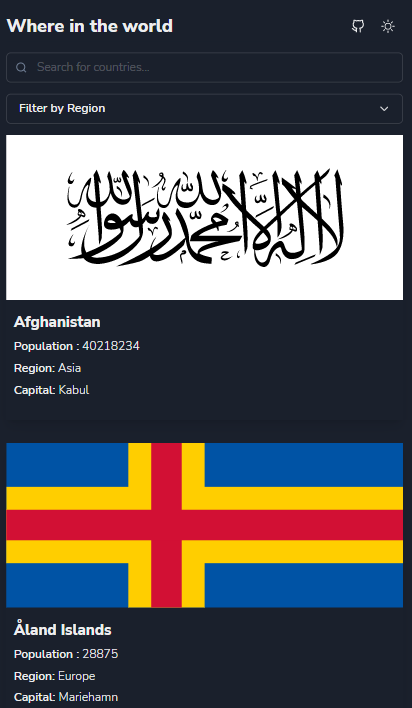 Where in the world
Search for countries...
Filter by Region
لا إله إلا الله محمد رسول الله
Afghanistan
Population : 40218234
Region: Asia
Capital: Kabul
Åland Islands
Population : 28875
Region: Europe
Capital: Mariehamn